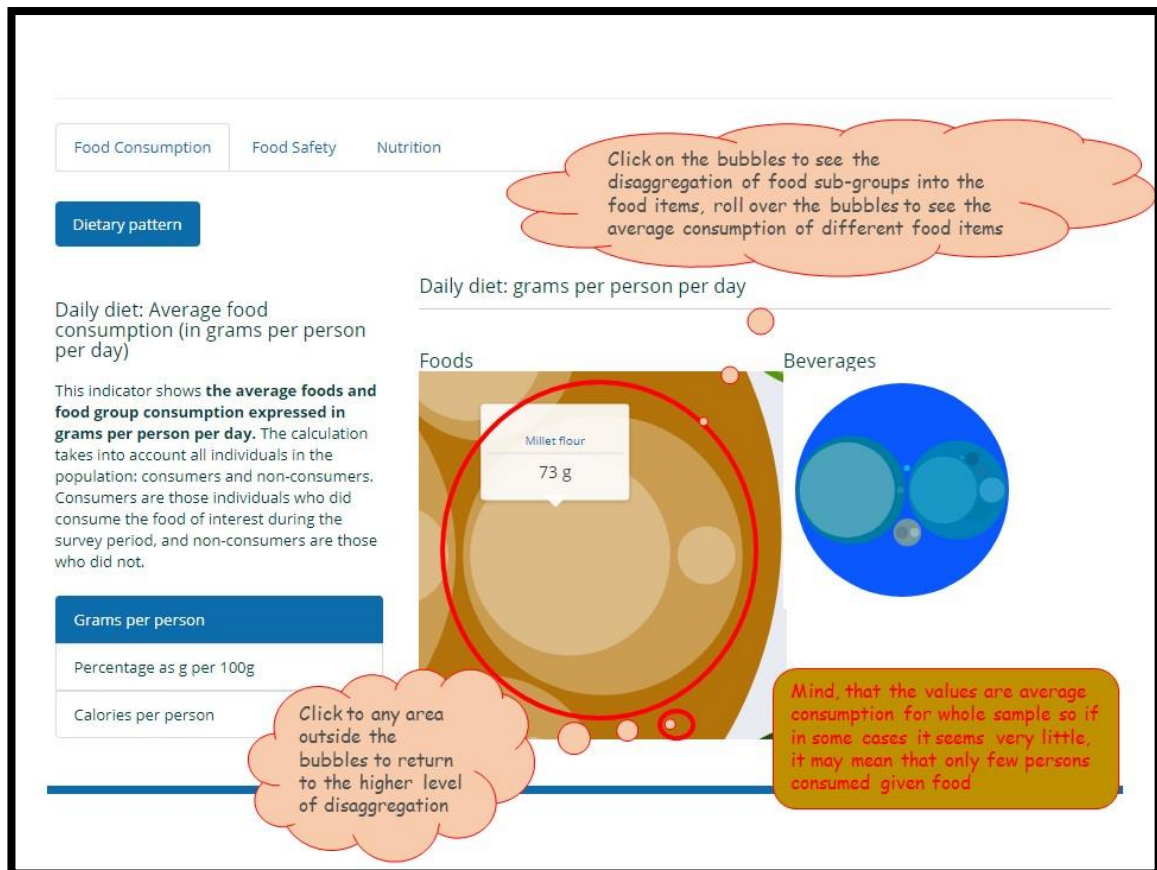 Food Consumption
Food Safety
Nutrition
Click on the bubbles to see the
disaggregation of food sub-groups into the
food items, roll over the bubbles to see the
average consumption of different food items
Dietary pattern
Daily diet: Average food
consumption (in grams per person
per day)
This indicator shows the average foods and
food group consumption expressed in
grams per person per day. The calculation
takes into account all individuals in the
population: consumers and non-consumers.
Consumers are those individuals who did
consume the food of interest during the
survey period, and non-consumers are those
who did not.
Grams per person
Percentage as g per 100g
Calories per person
Daily diet: grams per person per day
Foods
Beverages
Millet flour
73 g
Click to any area
outside the
bubbles to return
to the higher level
of disaggregation
Mind, that the values are average
consumption for whole sample so if
in some cases it seems very little,
it may mean that only few persons
consumed given food